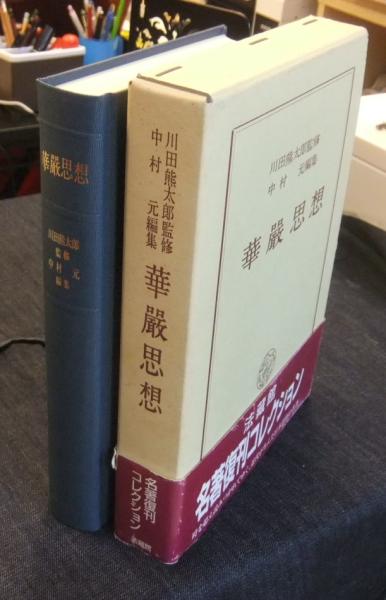 華嚴思想
川田熊太郎
監修
中村 元
編集
川田熊太郎監修
中村 元編集
華嚴思想
名著復刊
コレクション
法藏館
川田熊太郎監修
中村 元編集
華嚴思想
法藏館
名著復刊コレクション